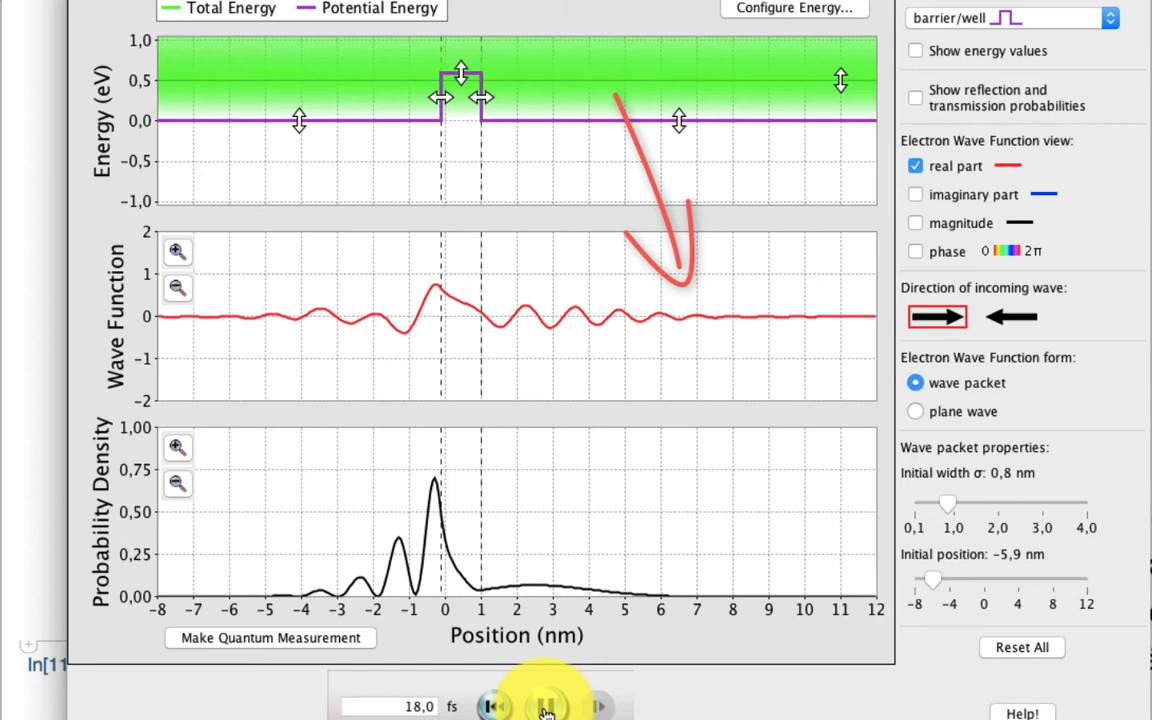 Total Energy Potential Energy
Configure Energy...
Energy (eV)
1,0
0,5
0,0
−0,5
−1,0
Wave Function
2
1
0
−1
−2
Probability Density
1,00
0,75
0,50
0,25
0,00
−8 −7 −6 −5 −4 −3 −2 −1 0 1 2 3 4 5 6 7 8 9 10 11 12
Position (nm)
Make Quantum Measurement
In[11
18,0 fs
barrier/well
Show energy values
Show reflection and
transmission probabilities
Electron Wave Function view:
real part
imaginary part
magnitude
phase 0 2π
Direction of incoming wave:
Electron Wave Function form:
wave packet
plane wave
Wave packet properties:
Initial width σ: 0,8 nm
0,1 1,0 2,0 3,0 4,0
Initial position: −5,9 nm
−8 −4 0 4 8 12
Reset All
Help!